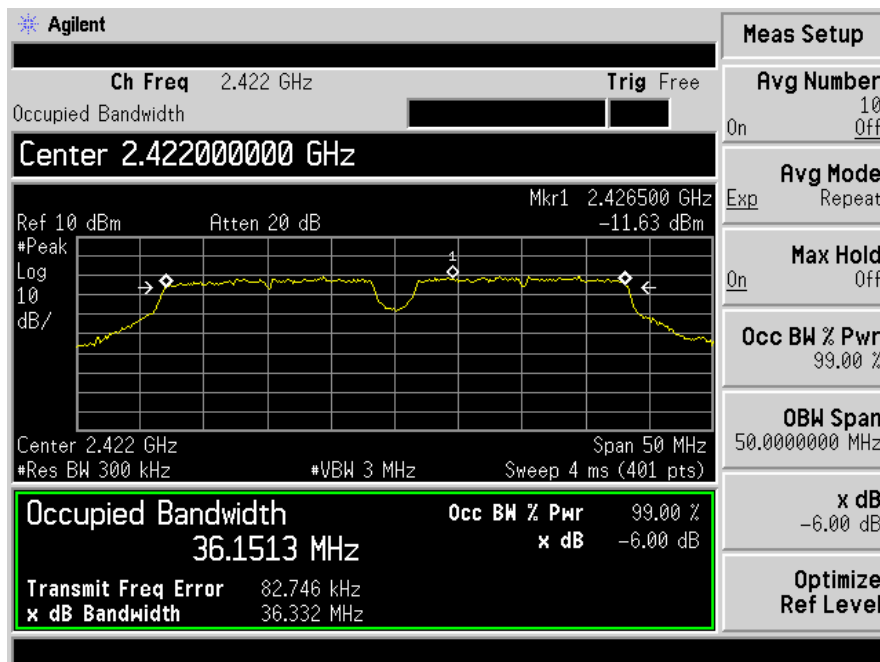 Agilent
Meas Setup
Ch Freq 2.422 GHz Trig Free
Occupied Bandwidth
Avg Number
10
On Off
Center 2.422000000 GHz
Avg Mode
Exp Repeat
Mkr1 2.426500 GHz
Ref 10 dBm Atten 20 dB -11.63 dBm
#Peak
Log
10
dB/
1
Max Hold
On Off
Occ BW % Pwr
99.00 %
OBW Span
50.0000000 MHz
Center 2.422 GHz Span 50 MHz
#Res BW 300 kHz #VBW 3 MHz Sweep 4 ms (401 pts)
Occupied Bandwidth Occ BW % Pwr 99.00 %
36.1513 MHz x dB -6.00 dB
x dB
-6.00 dB
Transmit Freq Error 82.746 kHz
x dB Bandwidth 36.332 MHz
Optimize
Ref Level